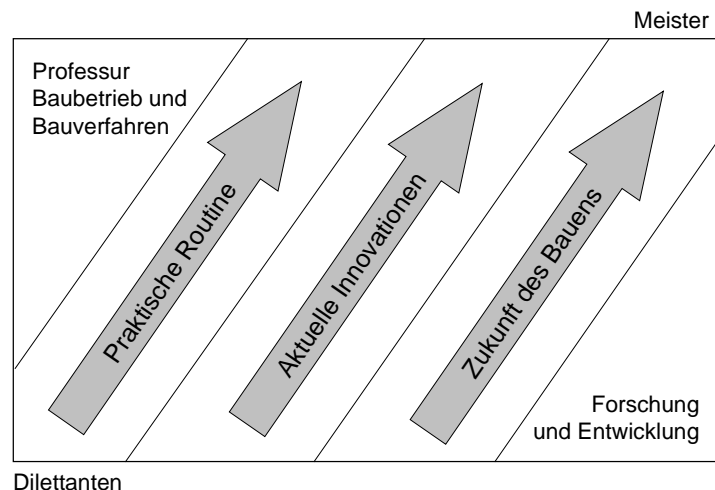 Meister
Professur
Baubetrieb und
Bauverfahren
Praktische Routine
Aktuelle Innovationen
Zukunft des Bauens
Forschung
und Entwicklung
Dilettanten